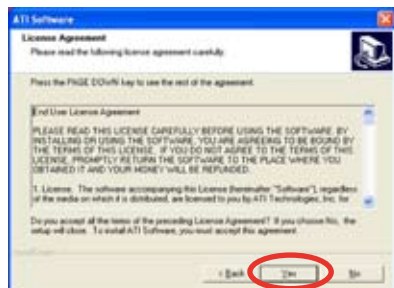 ATI Software
License Agreement
Please read the following license agreement carefully.
Press the PAGE DOWN key to see the rest of the agreement.
End User License Agreement
PLEASE READ THIS LICENSE CAREFULLY BEFORE USING THE SOFTWARE. BY
INSTALLING OR USING THE SOFTWARE, YOU ARE AGREEING TO BE BOUND BY
THE TERMS OF THIS LICENSE. IF YOU DO NOT AGREE TO THE TERMS OF THIS
LICENSE, PROMPTLY RETURN THE SOFTWARE TO THE PLACE WHERE YOU
OBTAINED IT AND YOUR MONEY WILL BE REFUNDED.
1. License. The software accompanying this License (hereinafter "Software"), regardless
of the media on which it is distributed, are licensed to you by ATI Technologies, Inc. for
Do you accept all the terms of the preceding License Agreement? If you choose No, the
setup will close. To install ATI Software, you must accept this agreement.
< Back
Yes
No